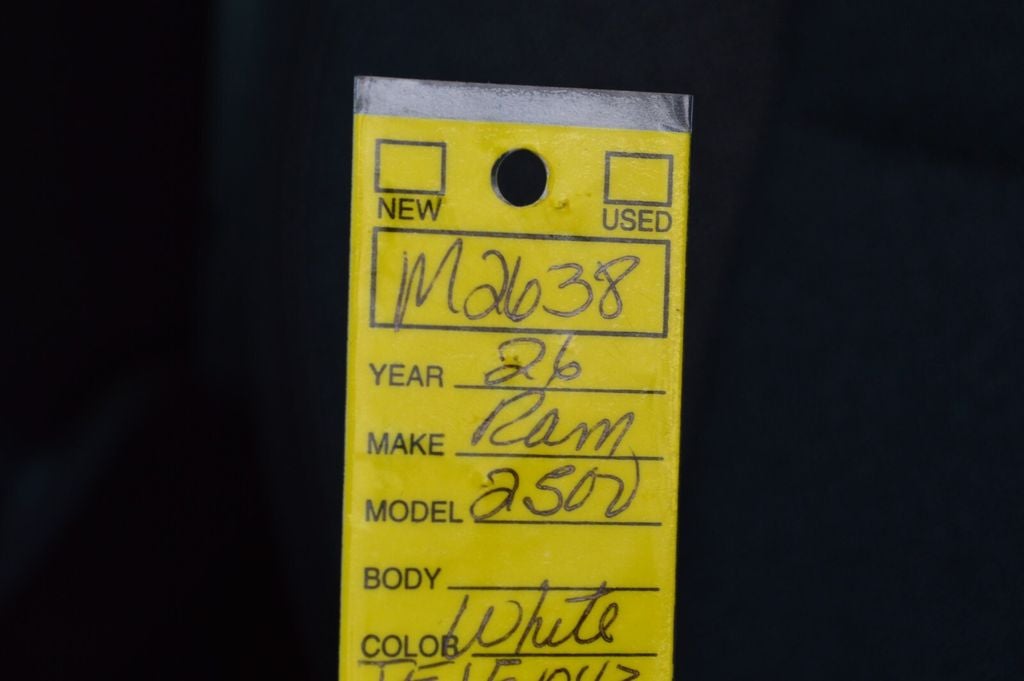 NEW USED
M2638
YEAR 26
MAKE Ram
MODEL 2500
BODY
COLOR White